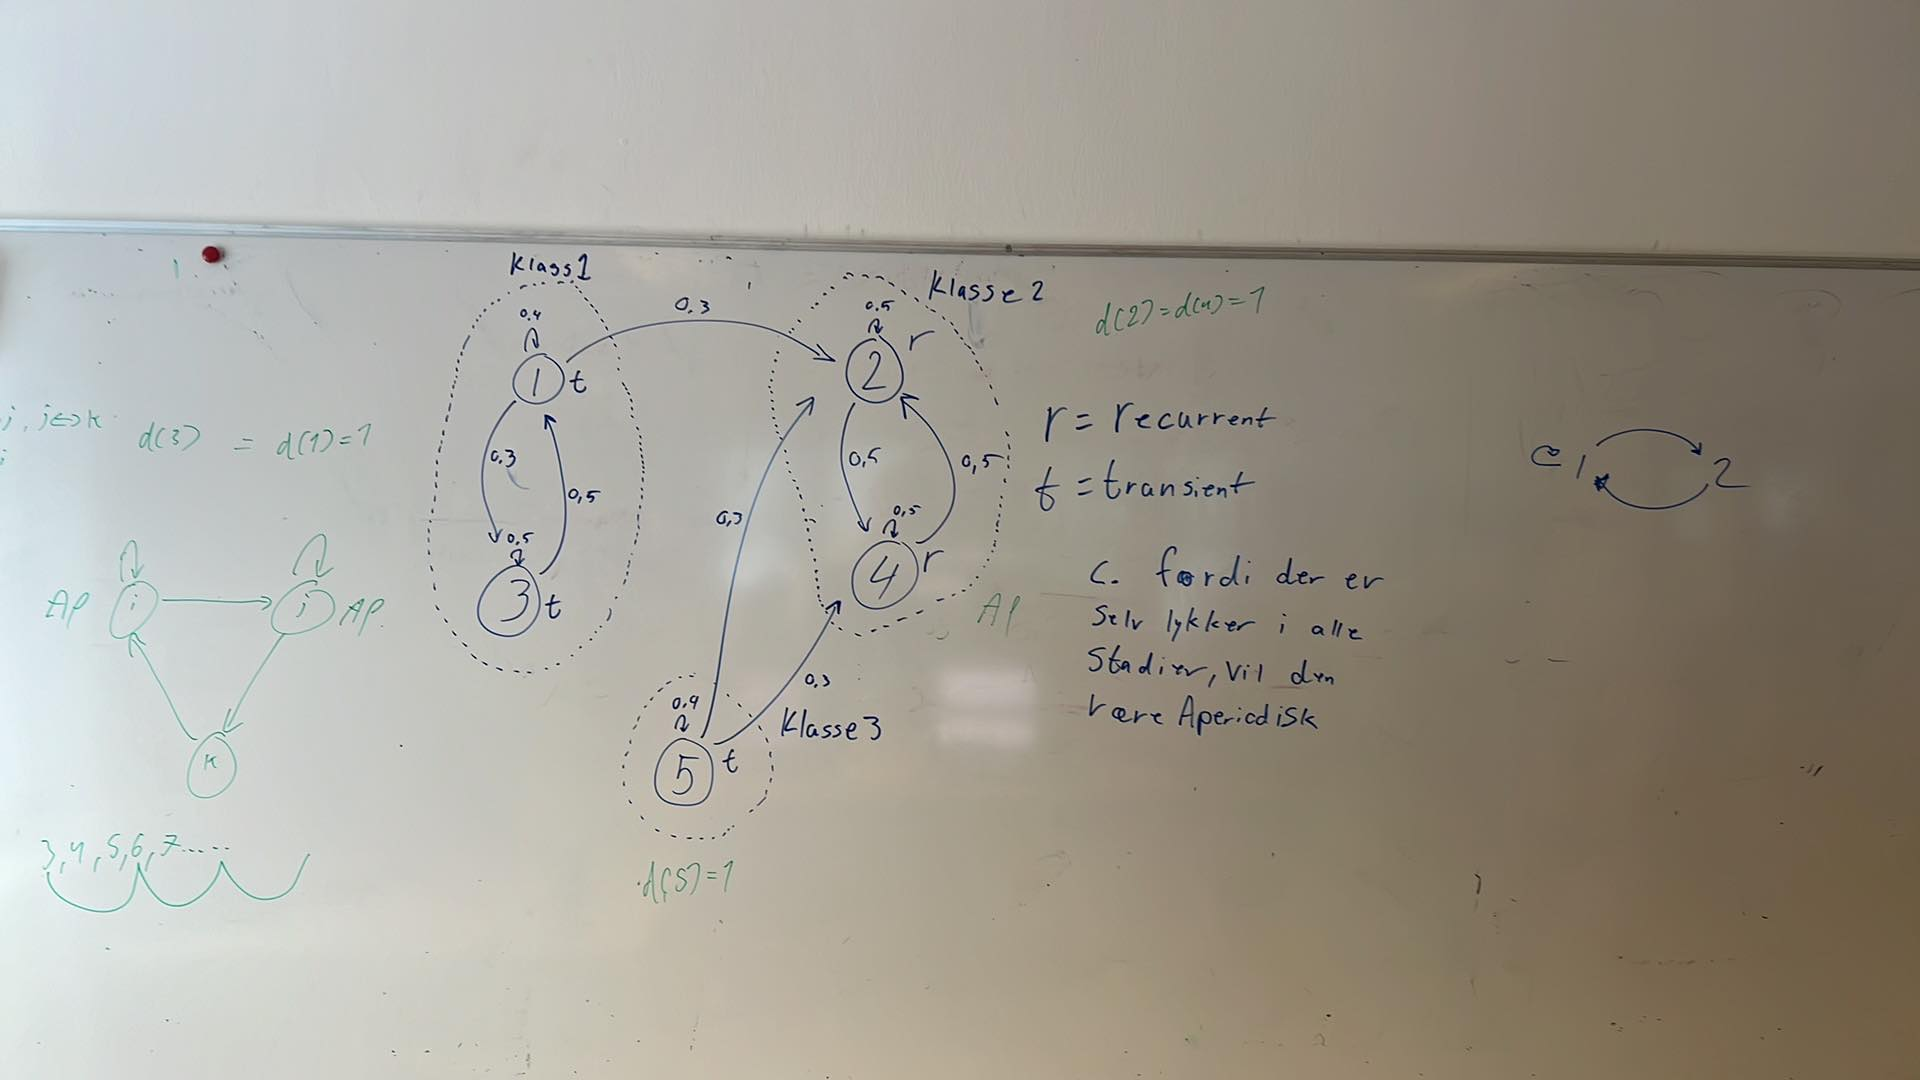 Klass1
0.4
1 t
0.3
0,5
0,5
3 t
0,3
Klasse 2
0.5
2 r
0,5
0,5
0,5
4 r
AP
0,3
0,3
0.4
5 t
Klasse 3
d(5)=1
d(2)=d(4)=1
r = recurrent
t = transient
C. fordi der er
Selv lykker i alle
Stadier, vil den
være Aperiodisk
1 2
j, j<=>k
d(3) = d(1)=1
AP i j AP.
k
3,4,5,6,7.....